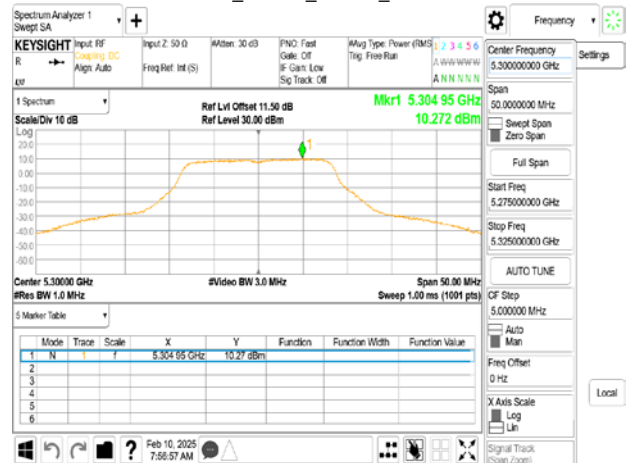 Spectrum Analyzer 1
Swept SA
Frequency
KEYSIGHT
R
Input: RF
Coupling: DC
Align: Auto
Input Z: 50 Ω
Freq Ref: Int (S)
#Atten: 30 dB
PNO: Fast
Gate: Off
IF Gain: Low
Sig Track: Off
#Avg Type: Power (RMS)
Trig: Free Run
1 2 3 4 5 6
A W W W W W
A N N N N N
Center Frequency
5.300000000 GHz
Settings
Span
50.0000000 MHz
Swept Span
Zero Span
Full Span
Start Freq
5.275000000 GHz
Stop Freq
5.325000000 GHz
AUTO TUNE
CF Step
5.000000 MHz
Auto
Man
Freq Offset
0 Hz
X Axis Scale
Log
Lin
Signal Track
(Span Zoom)
Local
1 Spectrum
Scale/Div 10 dB
Ref Lvl Offset 11.50 dB
Ref Level 30.00 dBm
Mkr1 5.304 95 GHz
10.272 dBm
Log
20.0
10.0
0.00
-10.0
-20.0
-30.0
-40.0
-50.0
-60.0
1
Center 5.30000 GHz
#Res BW 1.0 MHz
#Video BW 3.0 MHz
Span 50.00 MHz
Sweep 1.00 ms (1001 pts)
5 Marker Table
Mode Trace Scale X Y Function Function Width Function Value
1 N 1 f 5.304 95 GHz 10.27 dBm
2
3
4
5
6
Feb 10, 2025
7:56:57 AM